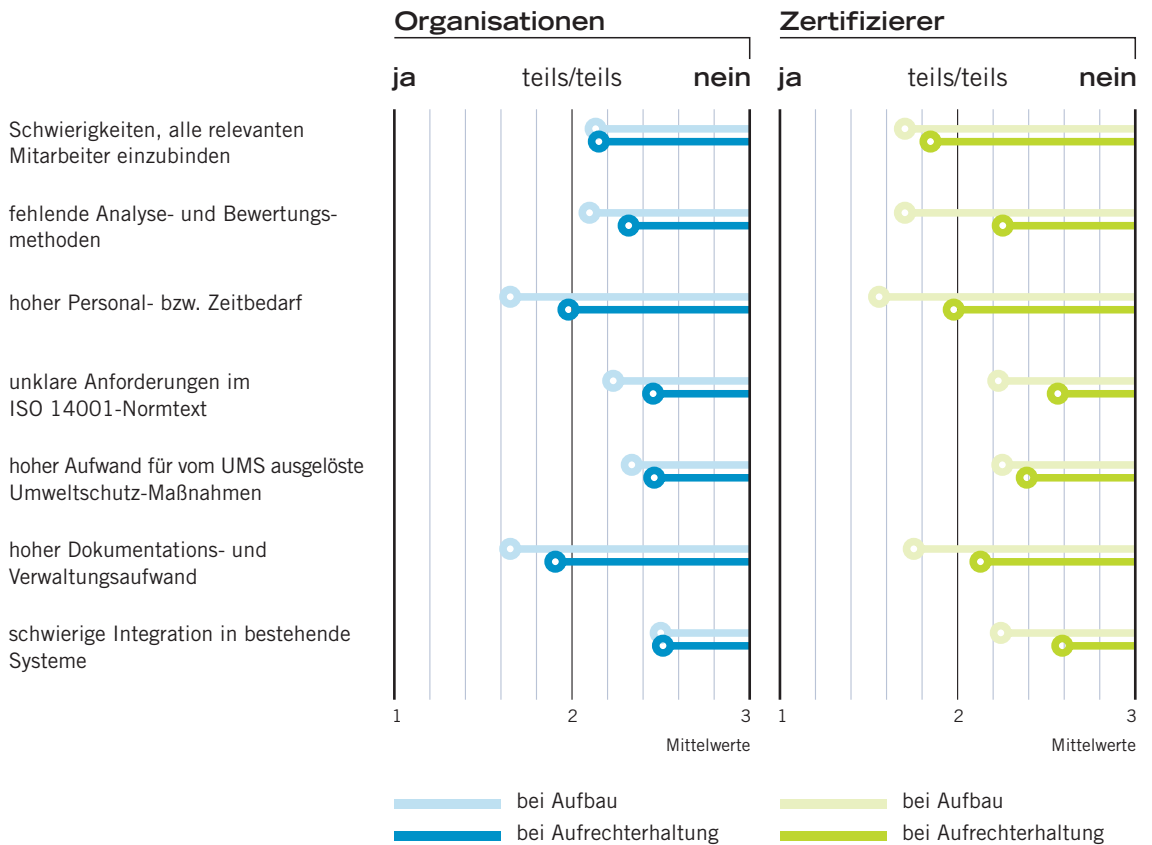 Organisationen
Zertifizierer
ja teils/teils nein
ja teils/teils nein
Schwierigkeiten, alle relevanten
Mitarbeiter einzubinden
fehlende Analyse- und Bewertungs-
methoden
hoher Personal- bzw. Zeitbedarf
unklare Anforderungen im
ISO 14001-Normtext
hoher Aufwand für vom UMS ausgelöste
Umweltschutz-Maßnahmen
hoher Dokumentations- und
Verwaltungsaufwand
schwierige Integration in bestehende
Systeme
1 2 3
Mittelwerte
1 2 3
Mittelwerte
bei Aufbau
bei Aufrechterhaltung
bei Aufbau
bei Aufrechterhaltung